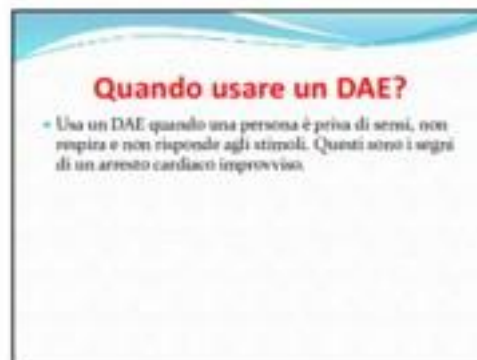 Quando usare un DAE?
• Usa un DAE quando una persona è priva di sensi, non
respira e non risponde agli stimoli. Questi sono i segni
di un arresto cardiaco improvviso.